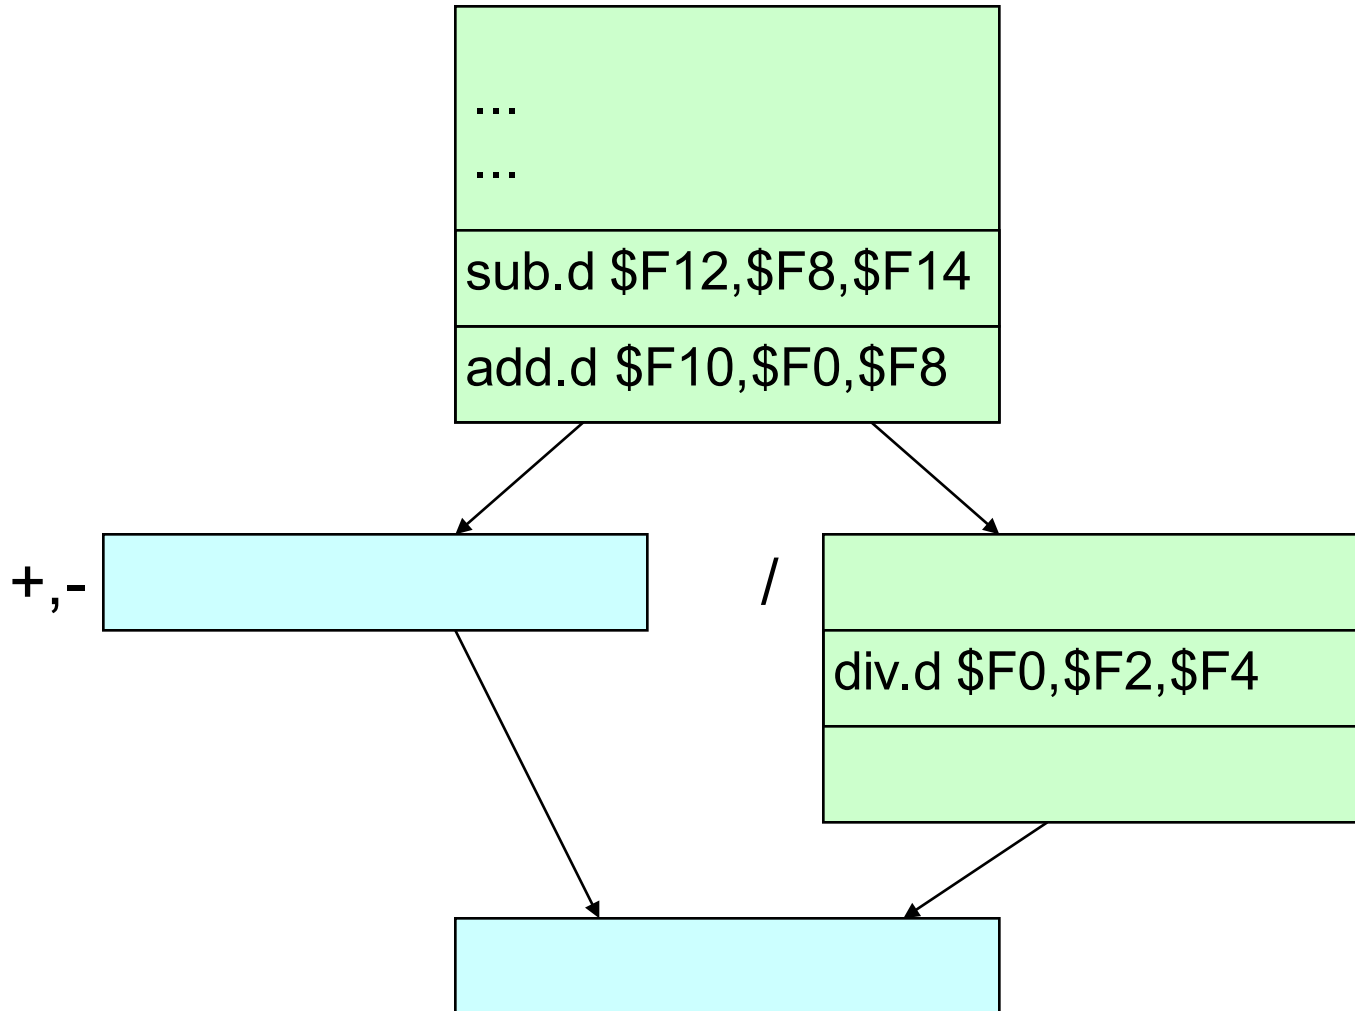 ...
...
sub.d $F12,$F8,$F14
add.d $F10,$F0,$F8
+,-
/
div.d $F0,$F2,$F4